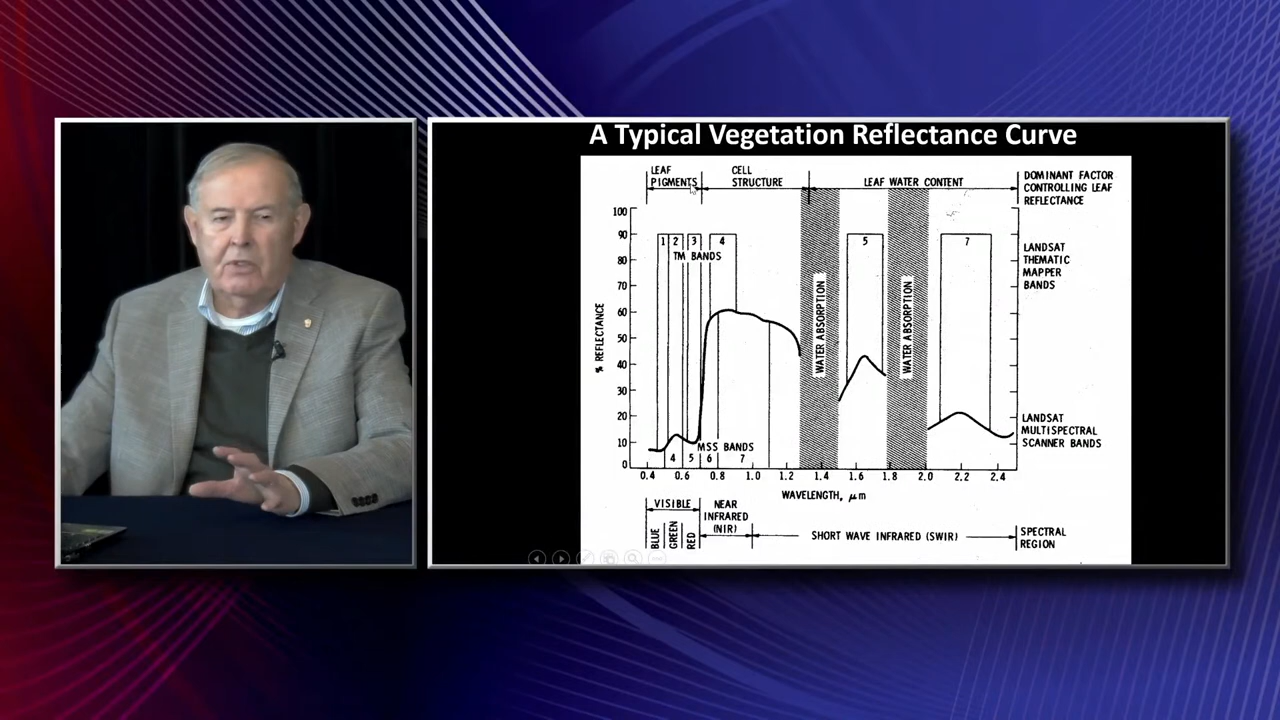 A Typical Vegetation Reflectance Curve
LEAF
PIGMENTS
CELL
STRUCTURE
LEAF WATER CONTENT
DOMINANT FACTOR
CONTROLLING LEAF
REFLECTANCE
100
90
80
70
60
50
40
30
20
10
0
% REFLECTANCE
1 2 3 4 5 7
TM BANDS
WATER ABSORPTION
WATER ABSORPTION
LANDSAT
THEMATIC
MAPPER
BANDS
MSS BANDS
4 5 6 7
LANDSAT
MULTISPECTRAL
SCANNER BANDS
0.4 0.6 0.8 1.0 1.2 1.4 1.6 1.8 2.0 2.2 2.4
WAVELENGTH, μm
VISIBLE
BLUE
GREEN
RED
NEAR
INFRARED
(NIR)
SHORT WAVE INFRARED (SWIR)
SPECTRAL
REGION